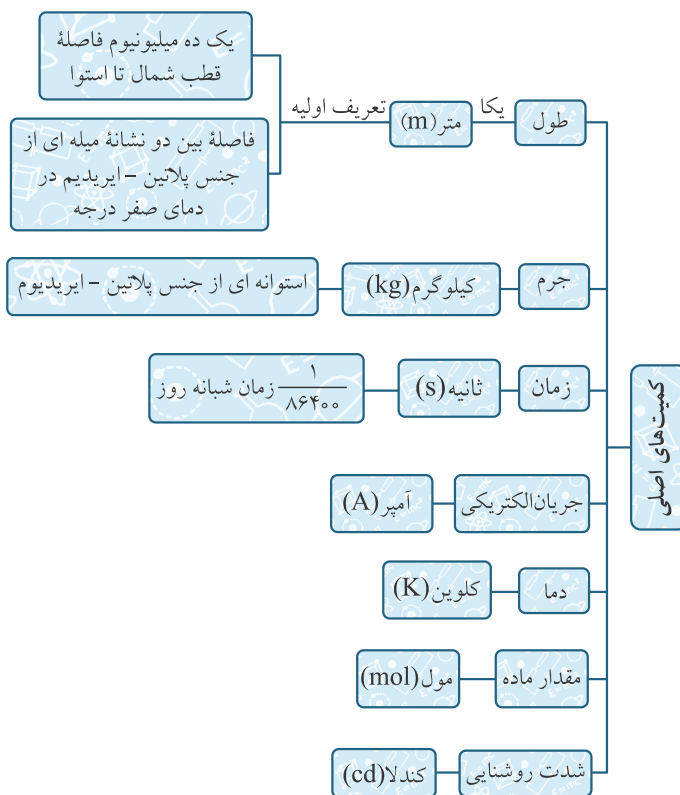 کمیت‌های اصلی
طول
یکا
متر(m)
تعریف اولیه
یک ده میلیونیوم فاصلهٔ
قطب شمال تا استوا
فاصلهٔ بین دو نشانهٔ میله ای از
جنس پلاتین – ایریدیم در
دمای صفر درجه
جرم
کیلوگرم(kg)
استوانه ای از جنس پلاتین – ایریدیوم
زمان
ثانیه(s)
۱/۸۶۴۰۰ زمان شبانه روز
جریان‌الکتریکی
آمپر(A)
دما
کلوین(K)
مقدار ماده
مول(mol)
شدت روشنایی
کندلا(cd)